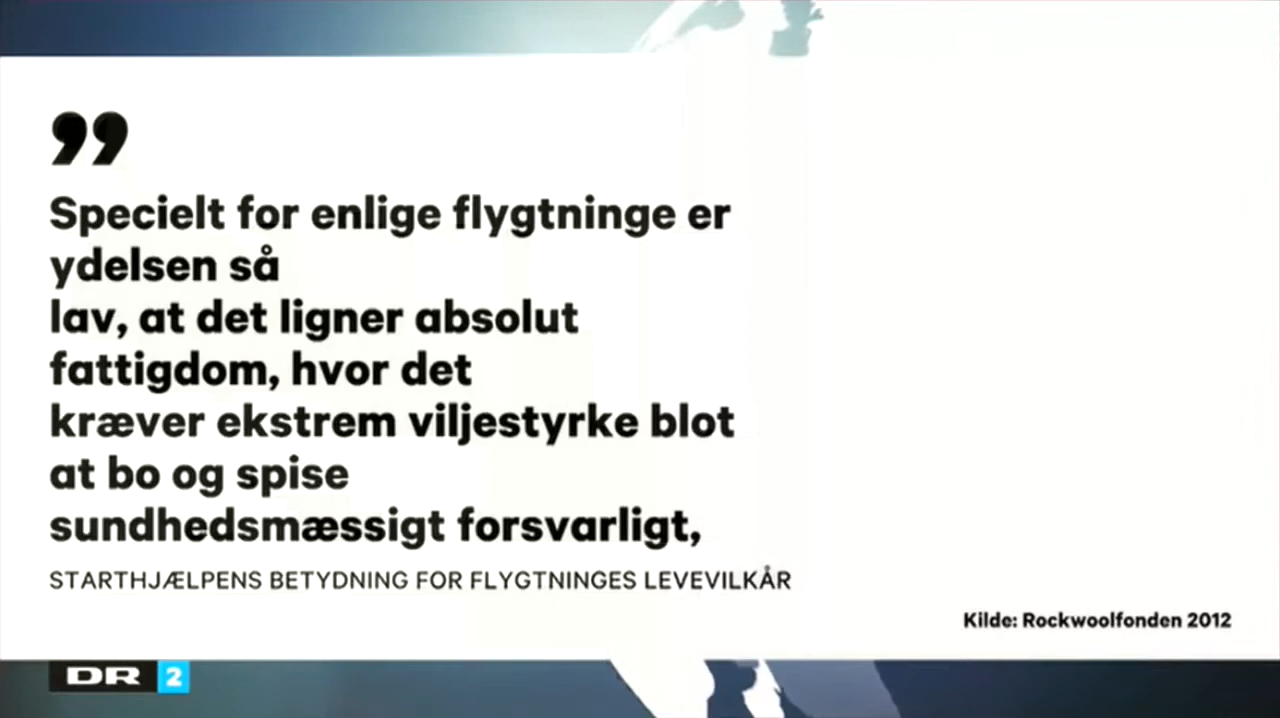 ”
Specielt for enlige flygtninge er
ydelsen så
lav, at det ligner absolut
fattigdom, hvor det
kræver ekstrem viljestyrke blot
at bo og spise
sundhedsmæssigt forsvarligt,
STARTHJÆLPENS BETYDNING FOR FLYGTNINGES LEVEVILKÅR
Kilde: Rockwoolfonden 2012
DR 2